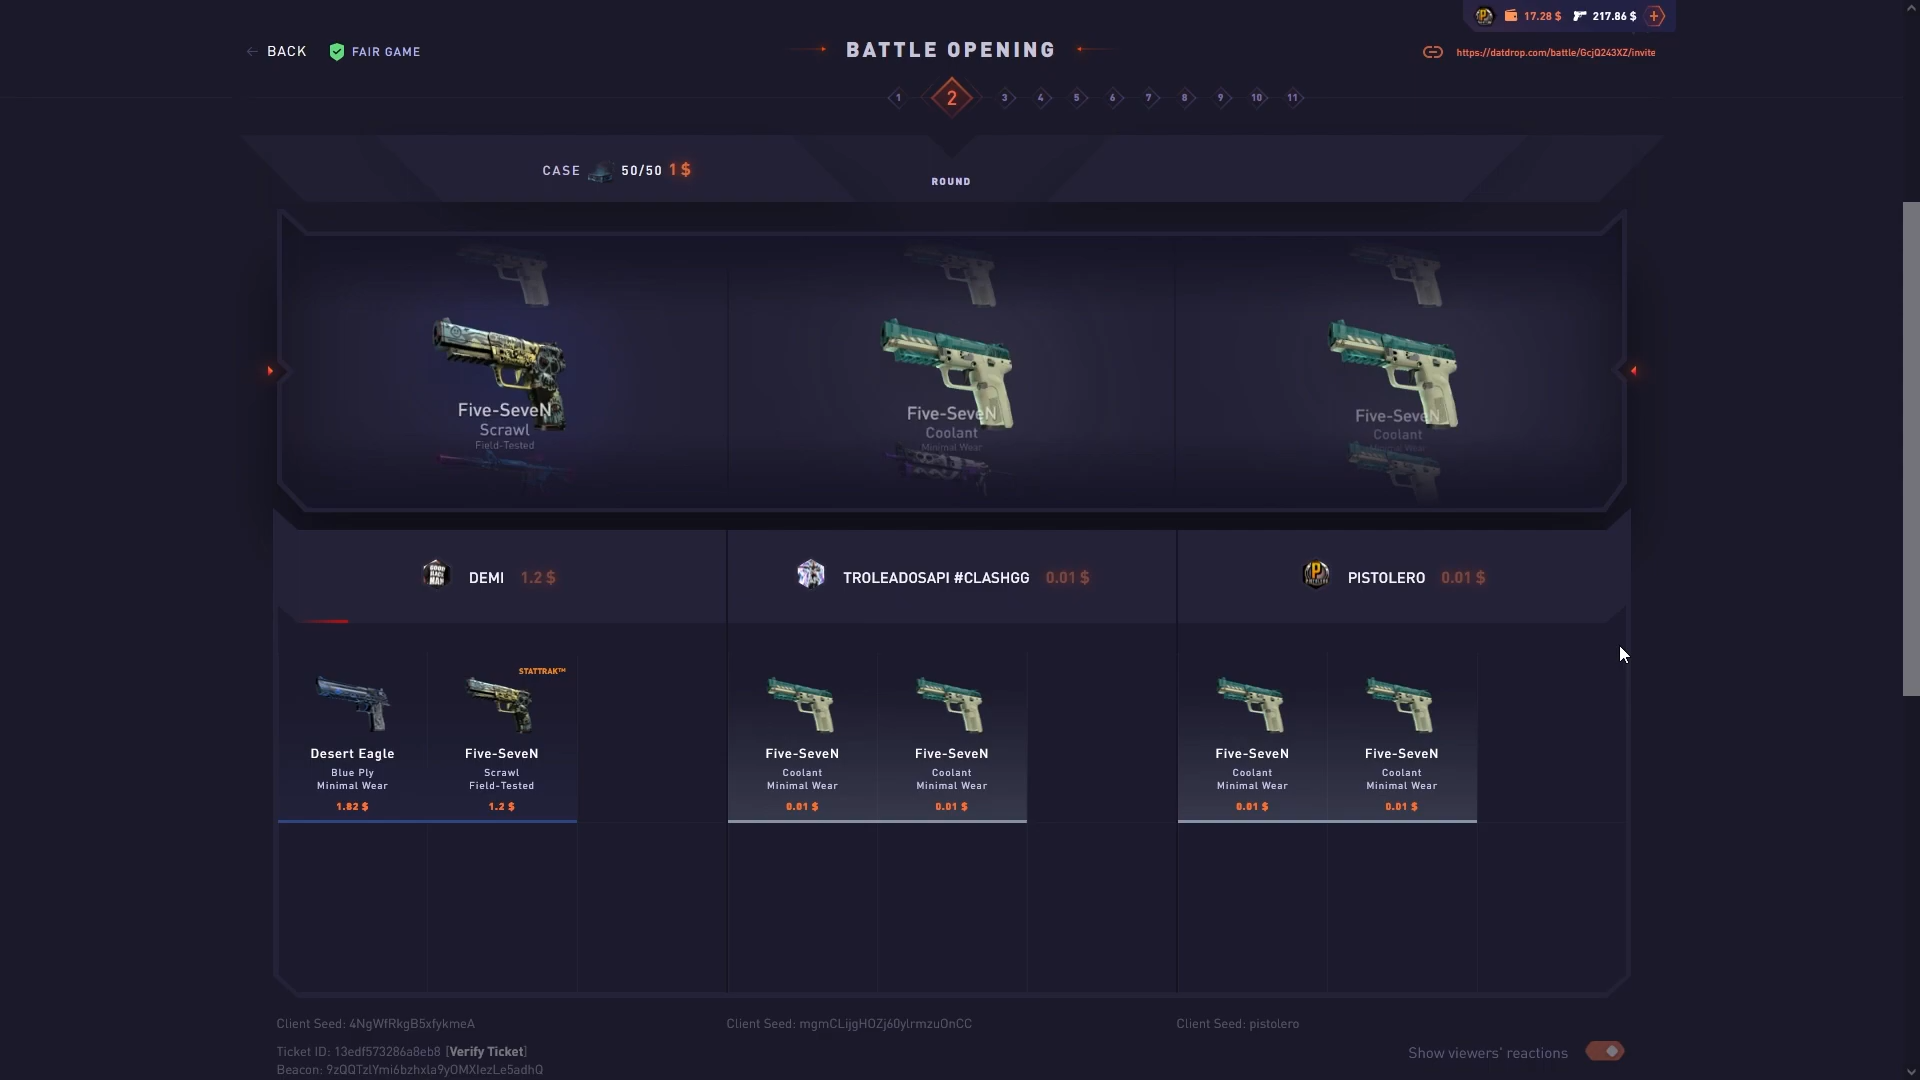 17.28 $ 217.86 $
BACK FAIR GAME
BATTLE OPENING
https://datdrop.com/battle/GcjQ243XZ/invite
1 2 3 4 5 6 7 8 9 10 11
CASE 50/50 1 $
ROUND
Five-SeveN
Scrawl
Field-Tested
Five-SeveN
Coolant
Minimal Wear
Five-SeveN
Coolant
Minimal Wear
DEMI 1.2 $
TROLEADOSAPI #CLASHGG 0.01 $
PISTOLERO 0.01 $
Desert Eagle
Blue Ply
Minimal Wear
1.82 $
STATTRAK™
Five-SeveN
Scrawl
Field-Tested
1.2 $
Five-SeveN
Coolant
Minimal Wear
0.01 $
Five-SeveN
Coolant
Minimal Wear
0.01 $
Five-SeveN
Coolant
Minimal Wear
0.01 $
Five-SeveN
Coolant
Minimal Wear
0.01 $
Client Seed: 4NgWfRkgB5xfykmeA
Client Seed: mgmCLijgHOZj60ylrmzuOnCC
Client Seed: pistolero
Ticket ID: 13edf573286a8eb8 [Verify Ticket]
Beacon: 9zQQTzlYmi6bzhxla9yOMXIezLe5adhQ
Show viewers' reactions